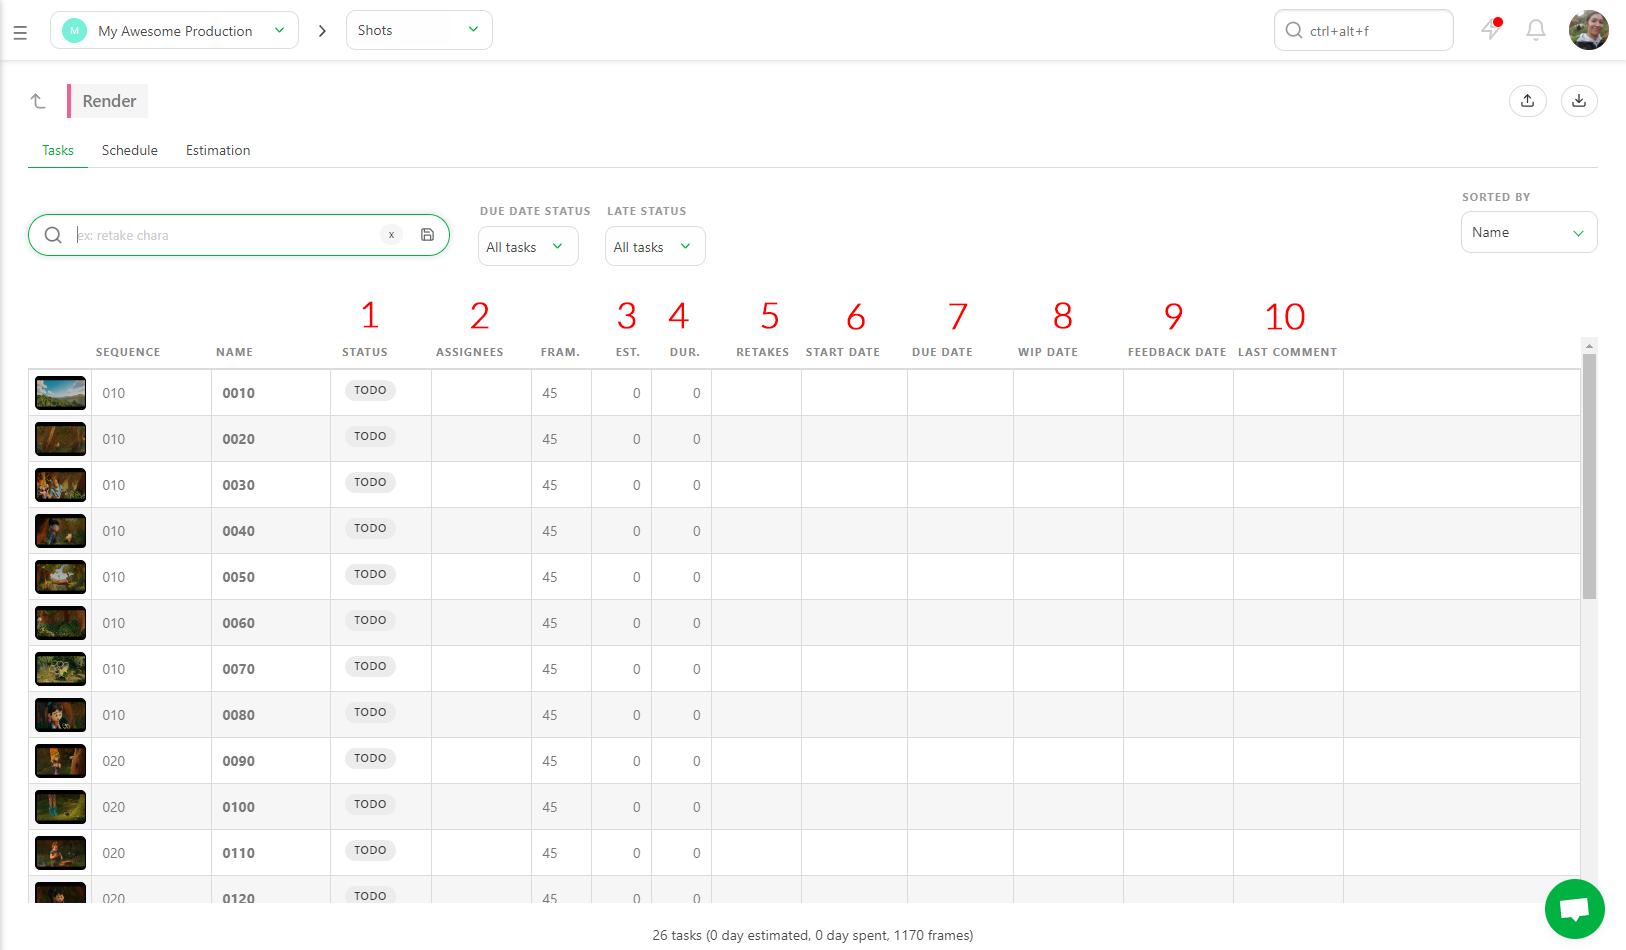 M My Awesome Production Shots ctrl+alt+f
Render
Tasks Schedule Estimation
SORTED BY
DUE DATE STATUS LATE STATUS
ex: retake chara x All tasks All tasks Name
1 2 3 4 5 6 7 8 9 10
SEQUENCE NAME STATUS ASSIGNEES FRAM. EST. DUR. RETAKES START DATE DUE DATE WIP DATE FEEDBACK DATE LAST COMMENT
010 0010 TODO 45 0 0
010 0020 TODO 45 0 0
010 0030 TODO 45 0 0
010 0040 TODO 45 0 0
010 0050 TODO 45 0 0
010 0060 TODO 45 0 0
010 0070 TODO 45 0 0
010 0080 TODO 45 0 0
020 0090 TODO 45 0 0
020 0100 TODO 45 0 0
020 0110 TODO 45 0 0
020 0120 TODO 45 0 0
26 tasks (0 day estimated, 0 day spent, 1170 frames)